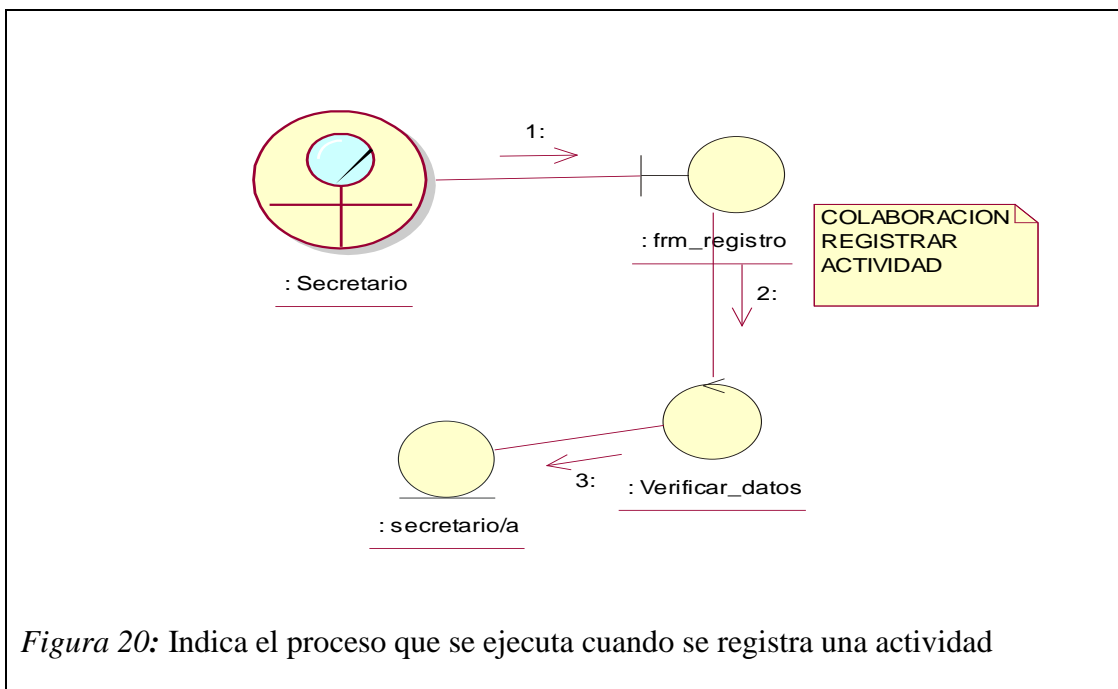 1:
: Secretario
: frm_registro
COLABORACION
REGISTRAR
ACTIVIDAD
2:
: Verificar_datos
3:
: secretario/a
Figura 20: Indica el proceso que se ejecuta cuando se registra una actividad